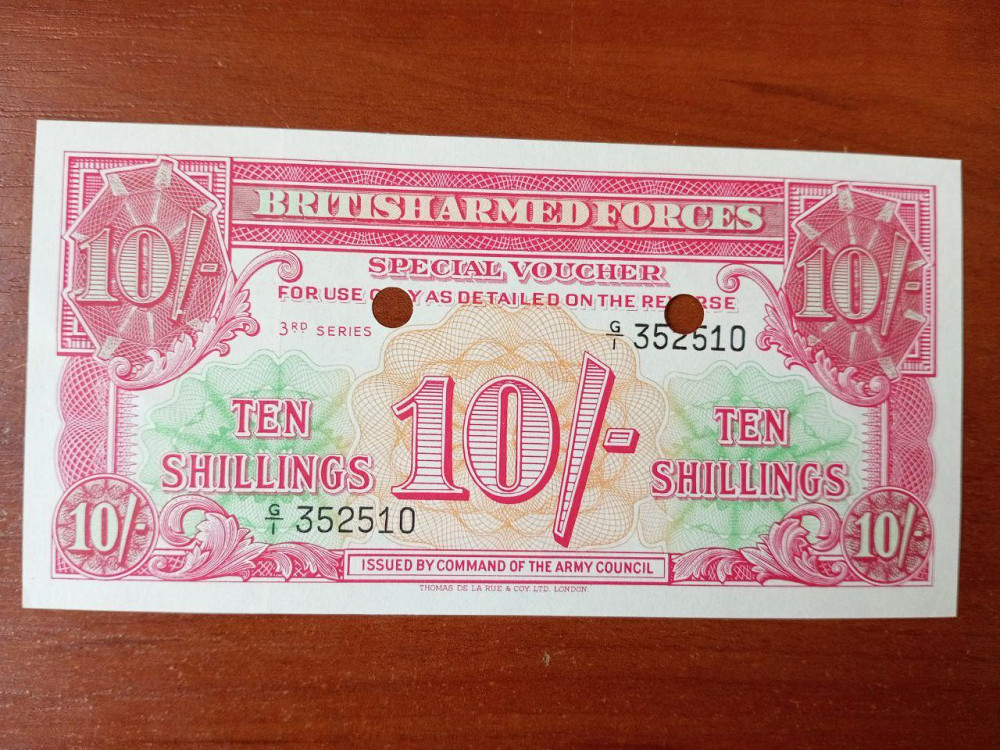 BRITISH ARMED FORCES
10/-
10/-
SPECIAL VOUCHER
FOR USE AS DETAILED ON THE
3RD SERIES
G/1 352510
10/-
TEN SHILLINGS
TEN SHILLINGS
G/1 352510
10/-
10/-
ISSUED BY COMMAND OF THE ARMY COUNCIL
THOMAS DE LA RUE & COY. LTD. LONDON.